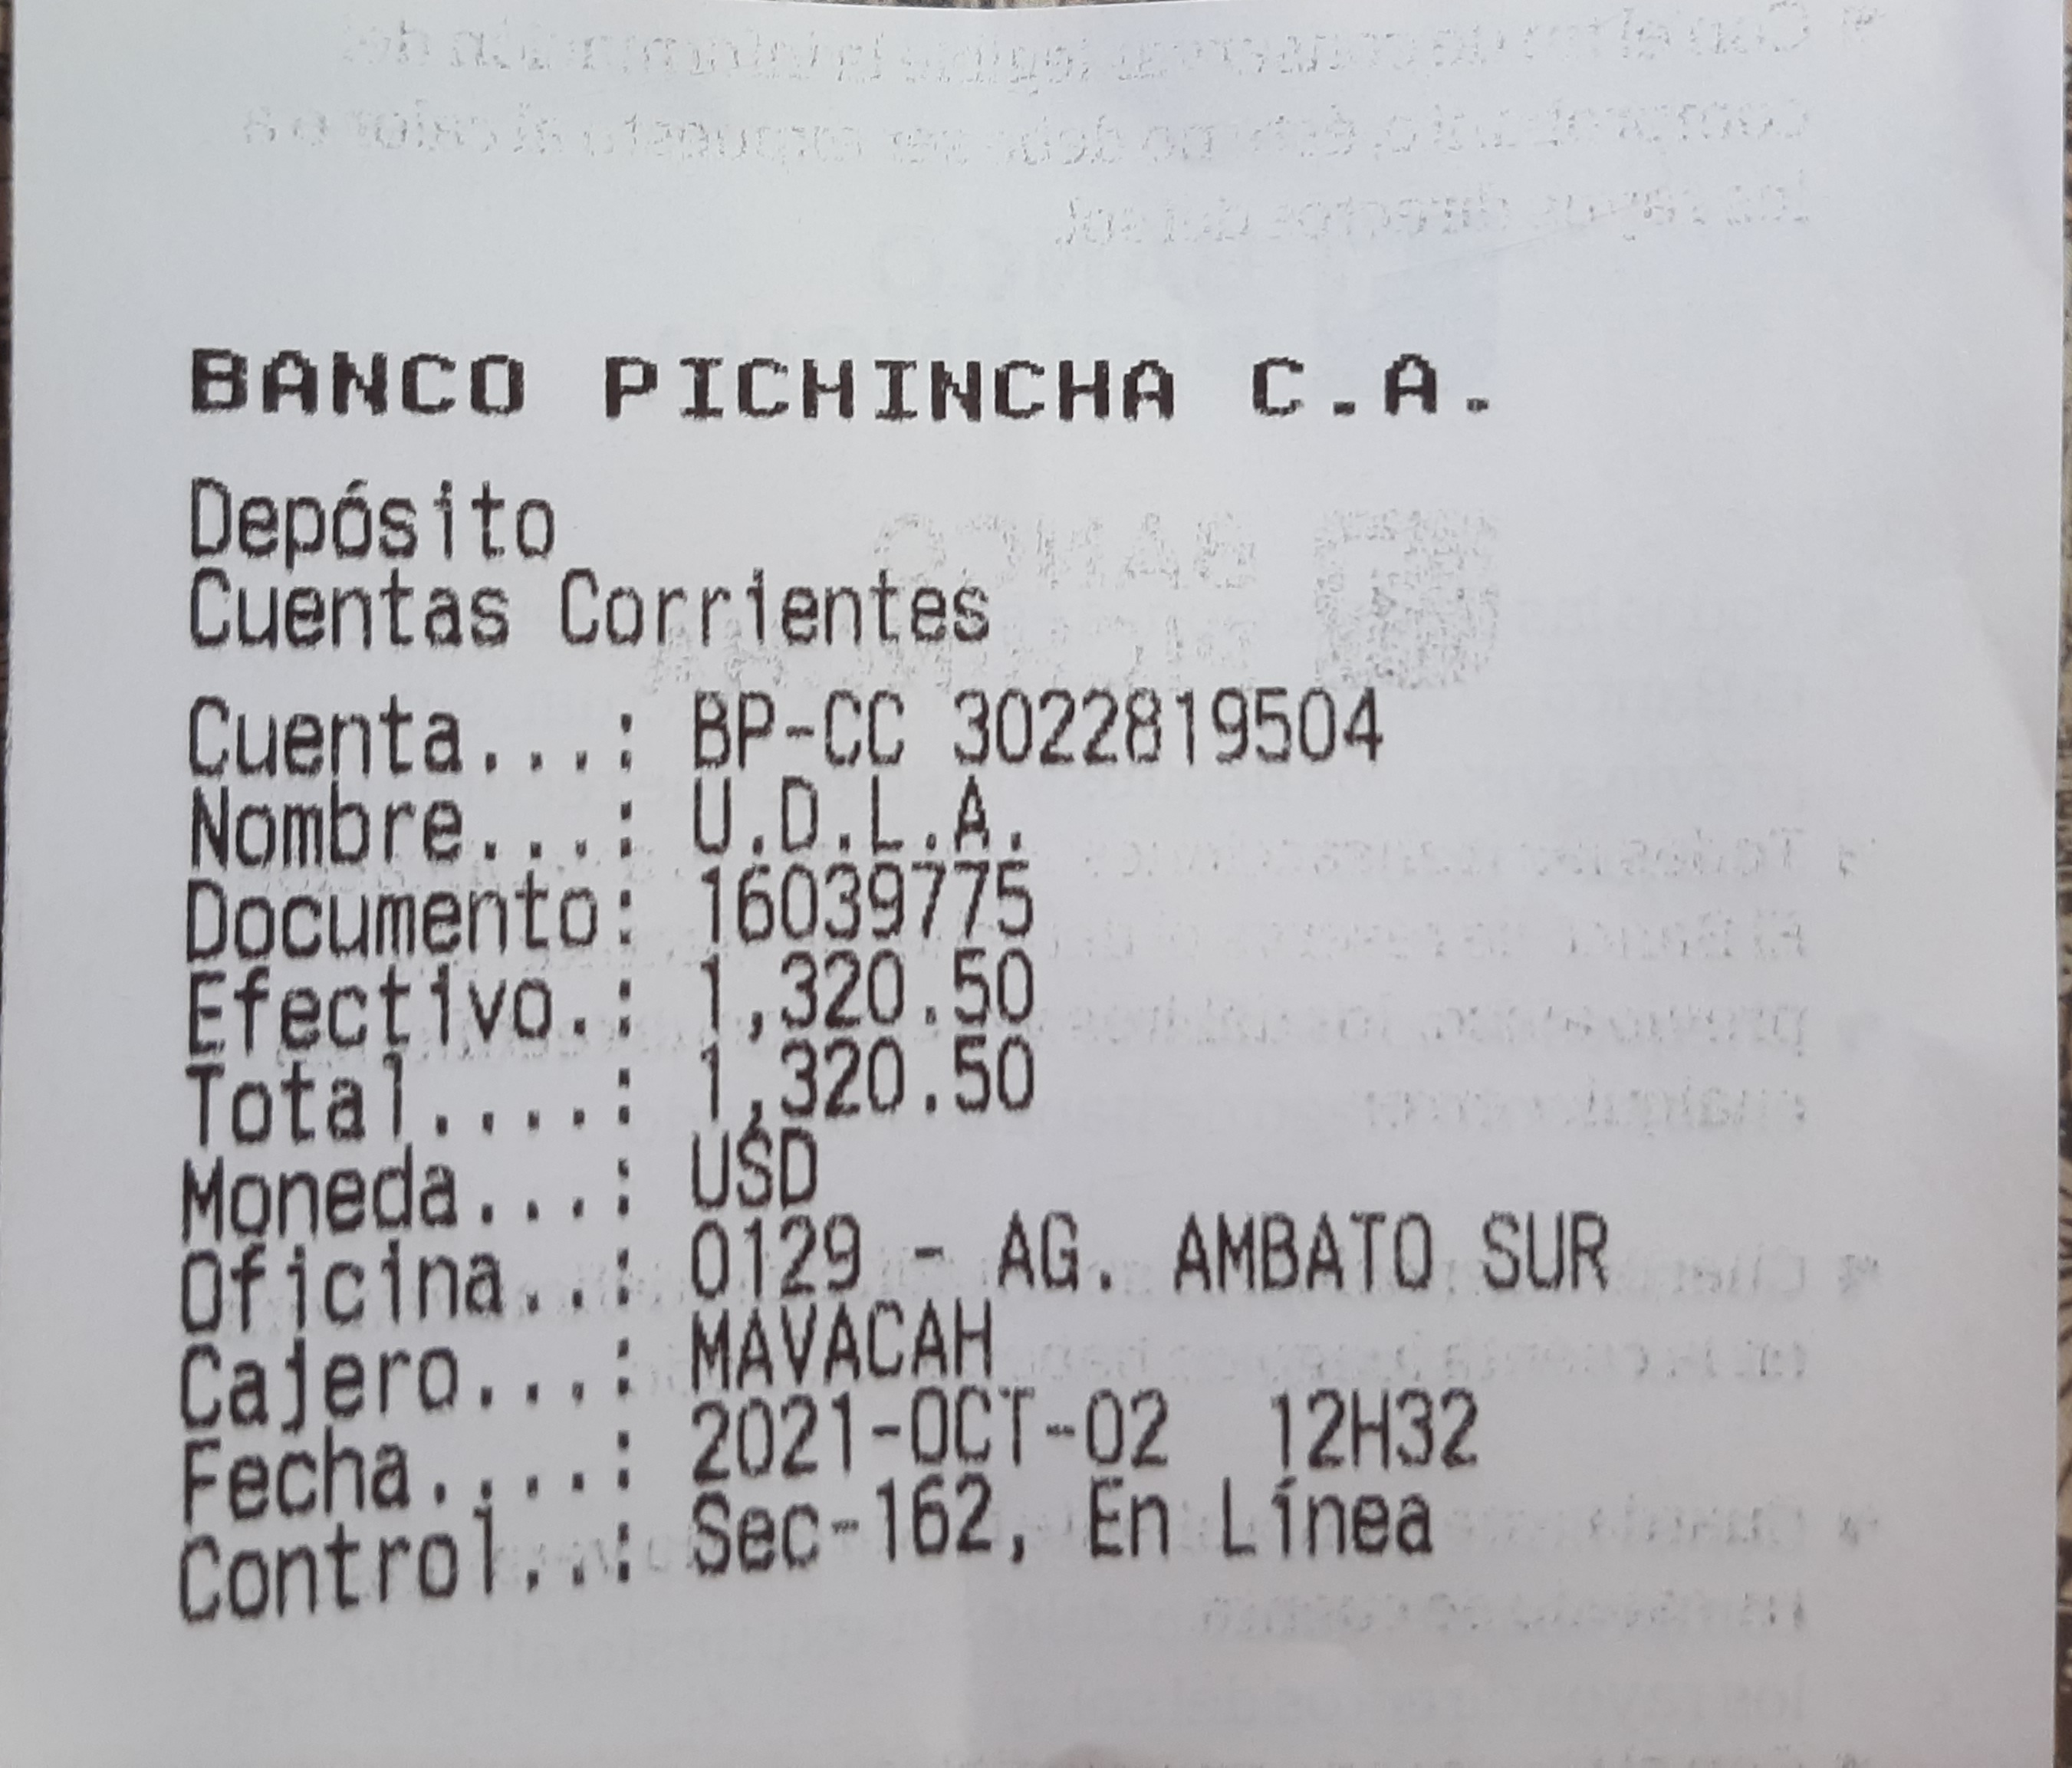 BANCO PICHINCHA C.A.
Depósito
Cuentas Corrientes
Cuenta...: BP-CC 3022819504
Nombre...: U.D.L.A.
Documento: 16039775
Efectivo.: 1,320.50
Total....: 1,320.50
Moneda...: USD
Oficina..: 0129 - AG. AMBATO SUR
Cajero...: MAVACAH
Fecha....: 2021-OCT-02 12H32
Control..: Sec-162, En Línea